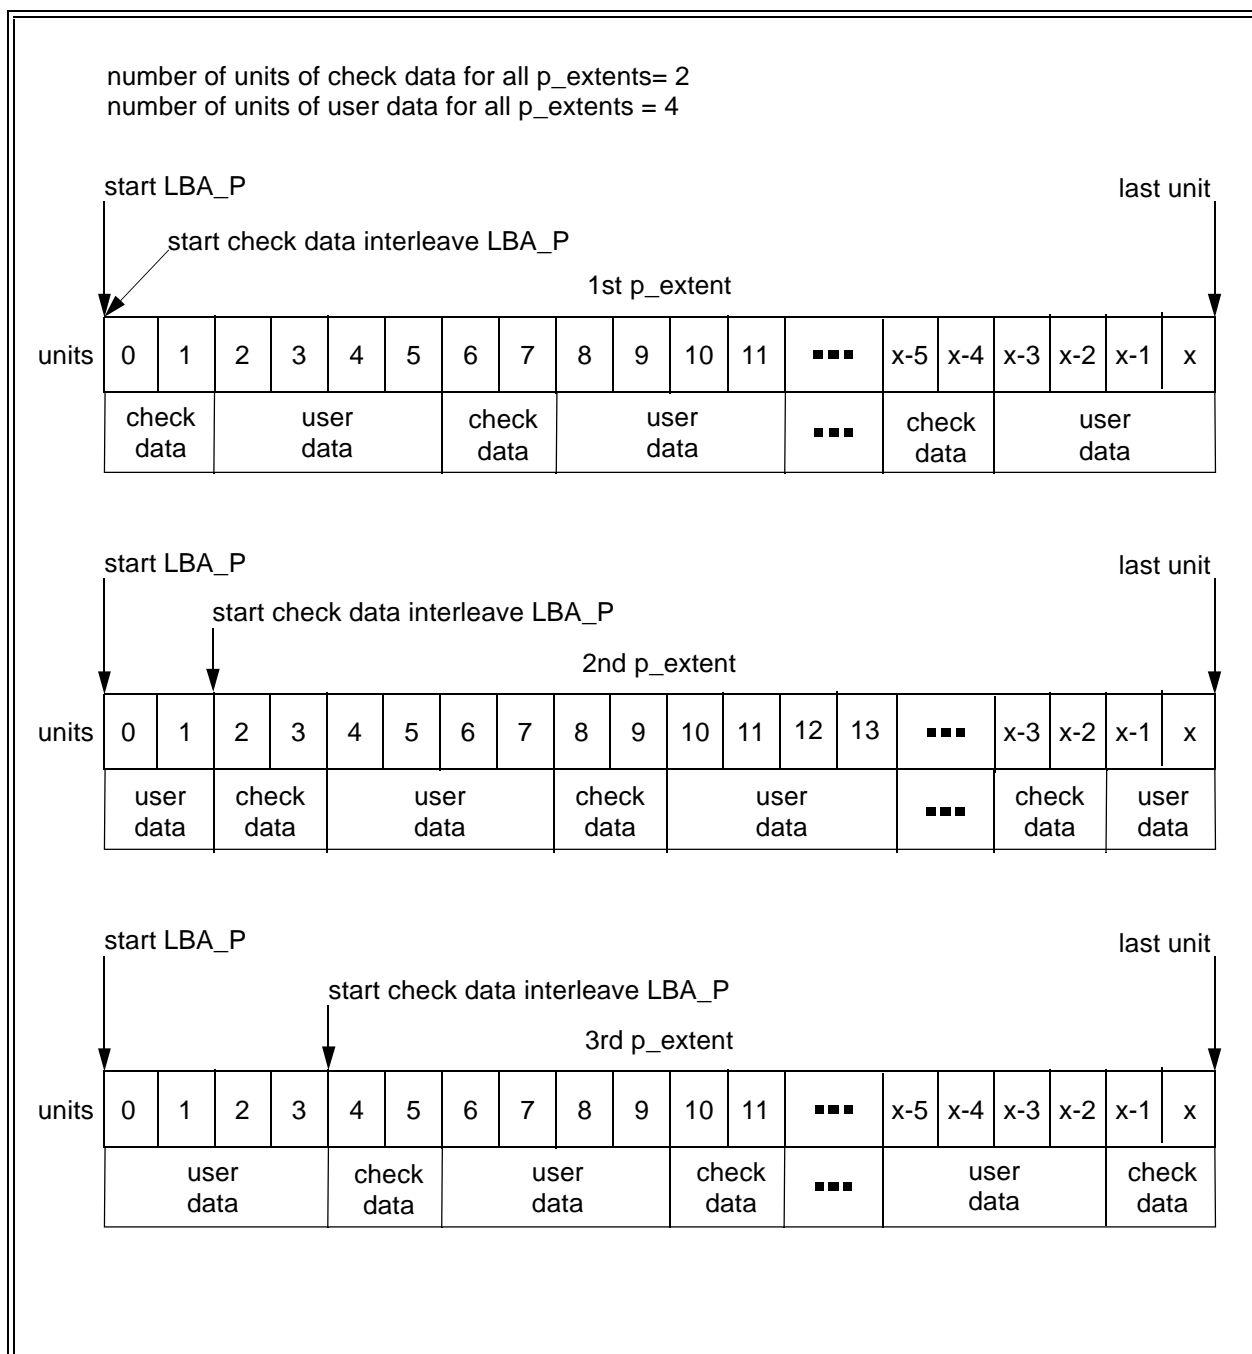 number of units of check data for all p_extents= 2
number of units of user data for all p_extents = 4
start LBA_P last unit
start check data interleave LBA_P
1st p_extent
units 0 1 2 3 4 5 6 7 8 9 10 11 x-5 x-4 x-3 x-2 x-1 x
check user check user check user
data data data data data data
start LBA_P last unit
start check data interleave LBA_P
2nd p_extent
units 0 1 2 3 4 5 6 7 8 9 10 11 12 13 x-3 x-2 x-1 x
user check user check user check user
data data data data data data data
start LBA_P last unit
start check data interleave LBA_P
3rd p_extent
units 0 1 2 3 4 5 6 7 8 9 10 11 x-5 x-4 x-3 x-2 x-1 x
user check user check user check
data data data data data data